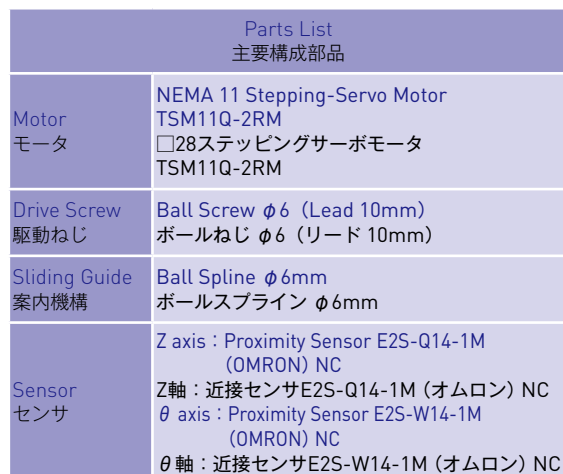 Parts List
主要構成部品
Motor
モータ
NEMA 11 Stepping-Servo Motor
TSM11Q-2RM
□28ステッピングサーボモータ
TSM11Q-2RM
Drive Screw
駆動ねじ
Ball Screw φ6（Lead 10mm）
ボールねじ φ6（リード 10mm）
Sliding Guide
案内機構
Ball Spline φ6mm
ボールスプライン φ6mm
Sensor
センサ
Z axis：Proximity Sensor E2S-Q14-1M
（OMRON）NC
Z軸：近接センサE2S-Q14-1M（オムロン）NC
θ axis：Proximity Sensor E2S-W14-1M
（OMRON）NC
θ軸：近接センサE2S-W14-1M（オムロン）NC